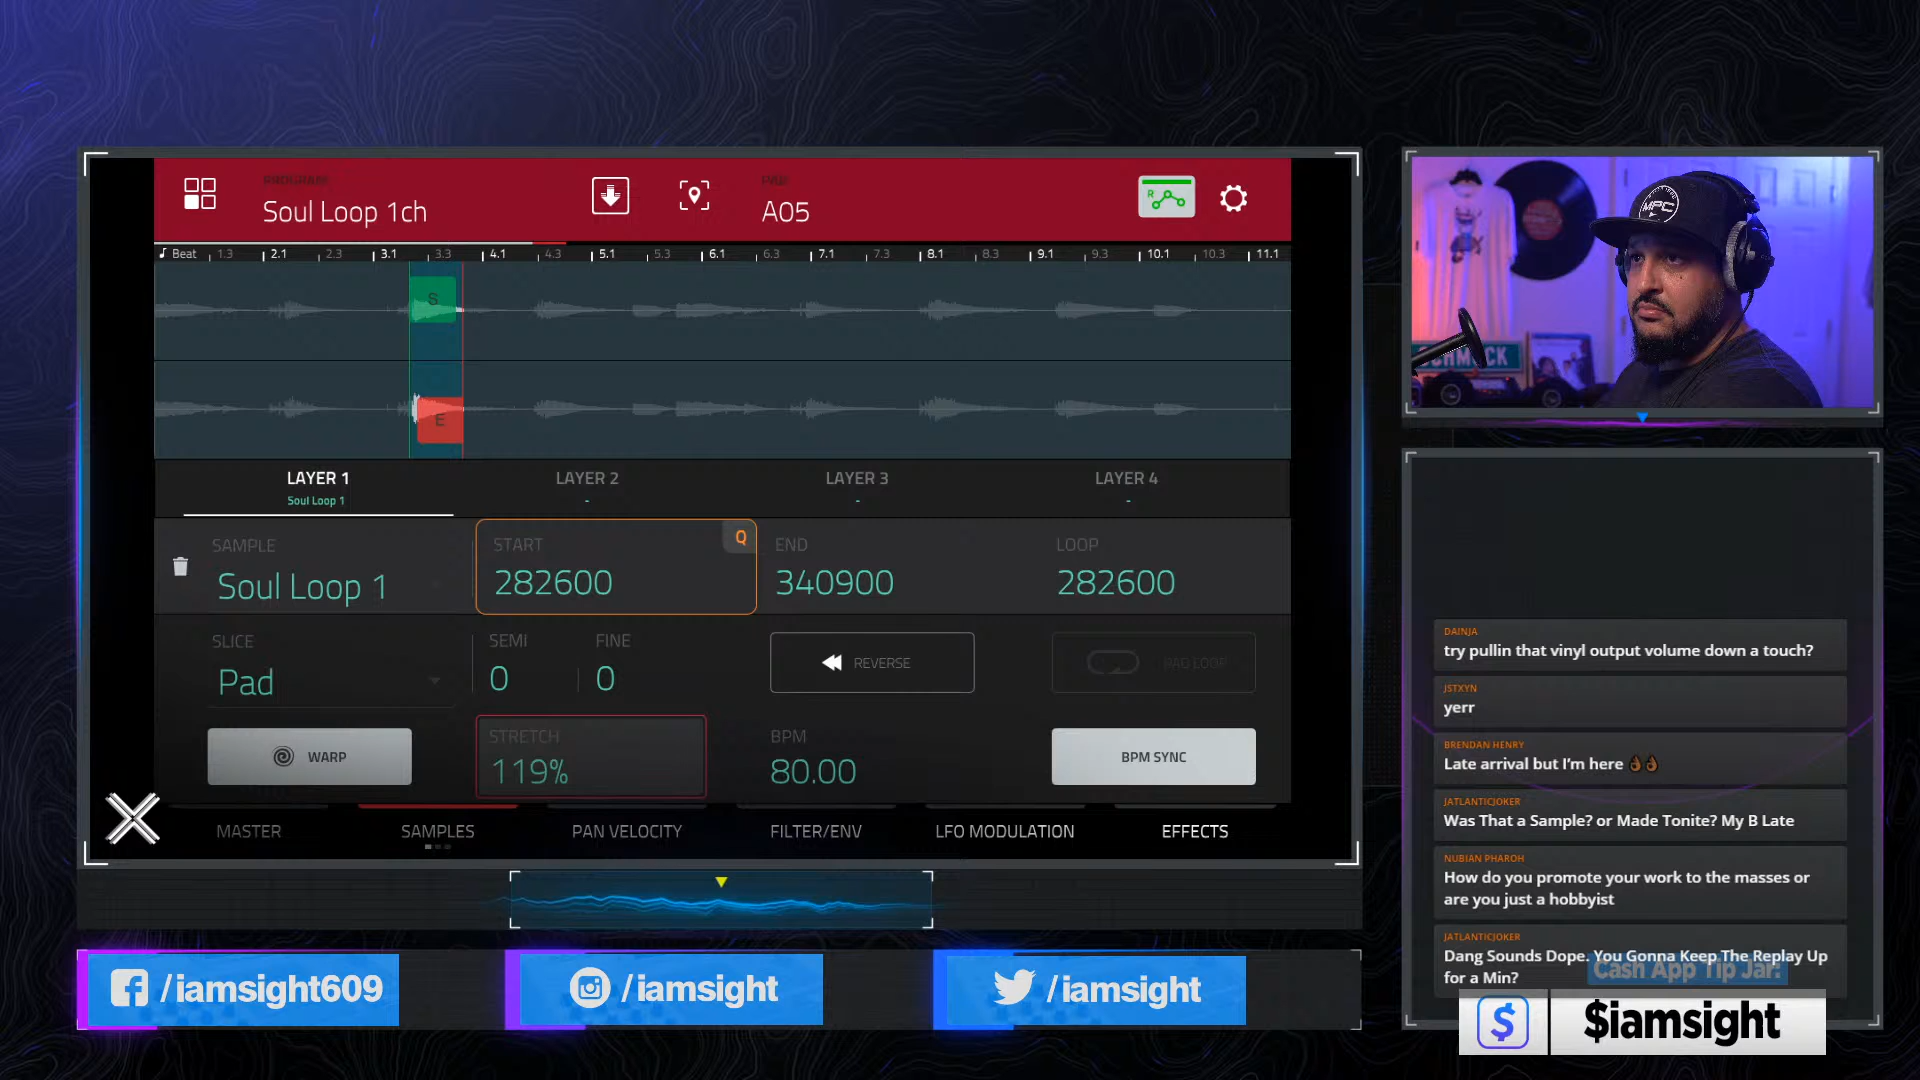 PROGRAM
Soul Loop 1ch
PAD
A05
R
Beat 1.3 2.1 2.3 3.1 3.3 4.1 4.3 5.1 5.3 6.1 6.3 7.1 7.3 8.1 8.3 9.1 9.3 10.1 10.3 11.1
S
E
LAYER 1
LAYER 2
LAYER 3
LAYER 4
Soul Loop 1
-
-
-
SAMPLE
Soul Loop 1
START
Q
282600
END
340900
LOOP
282600
SLICE
Pad
SEMI
0
FINE
0
REVERSE
PAD LOOP
WARP
STRETCH
119%
BPM
80.00
BPM SYNC
MASTER
SAMPLES
PAN VELOCITY
FILTER/ENV
LFO MODULATION
EFFECTS
MPC
DAINJA
try pullin that vinyl output volume down a touch?
JSTXYN
yerr
BRENDAN HENRY
Late arrival but I'm here 👌🏾👌🏾
JATLANTICJOKER
Was That a Sample? or Made Tonite? My B Late
NUBIAN PHAROH
How do you promote your work to the masses or
are you just a hobbyist
JATLANTICJOKER
Dang Sounds Dope. You Gonna Keep The Replay Up
for a Min?
Cash App Tip Jar:
$iamsight
/iamsight609
/iamsight
/iamsight